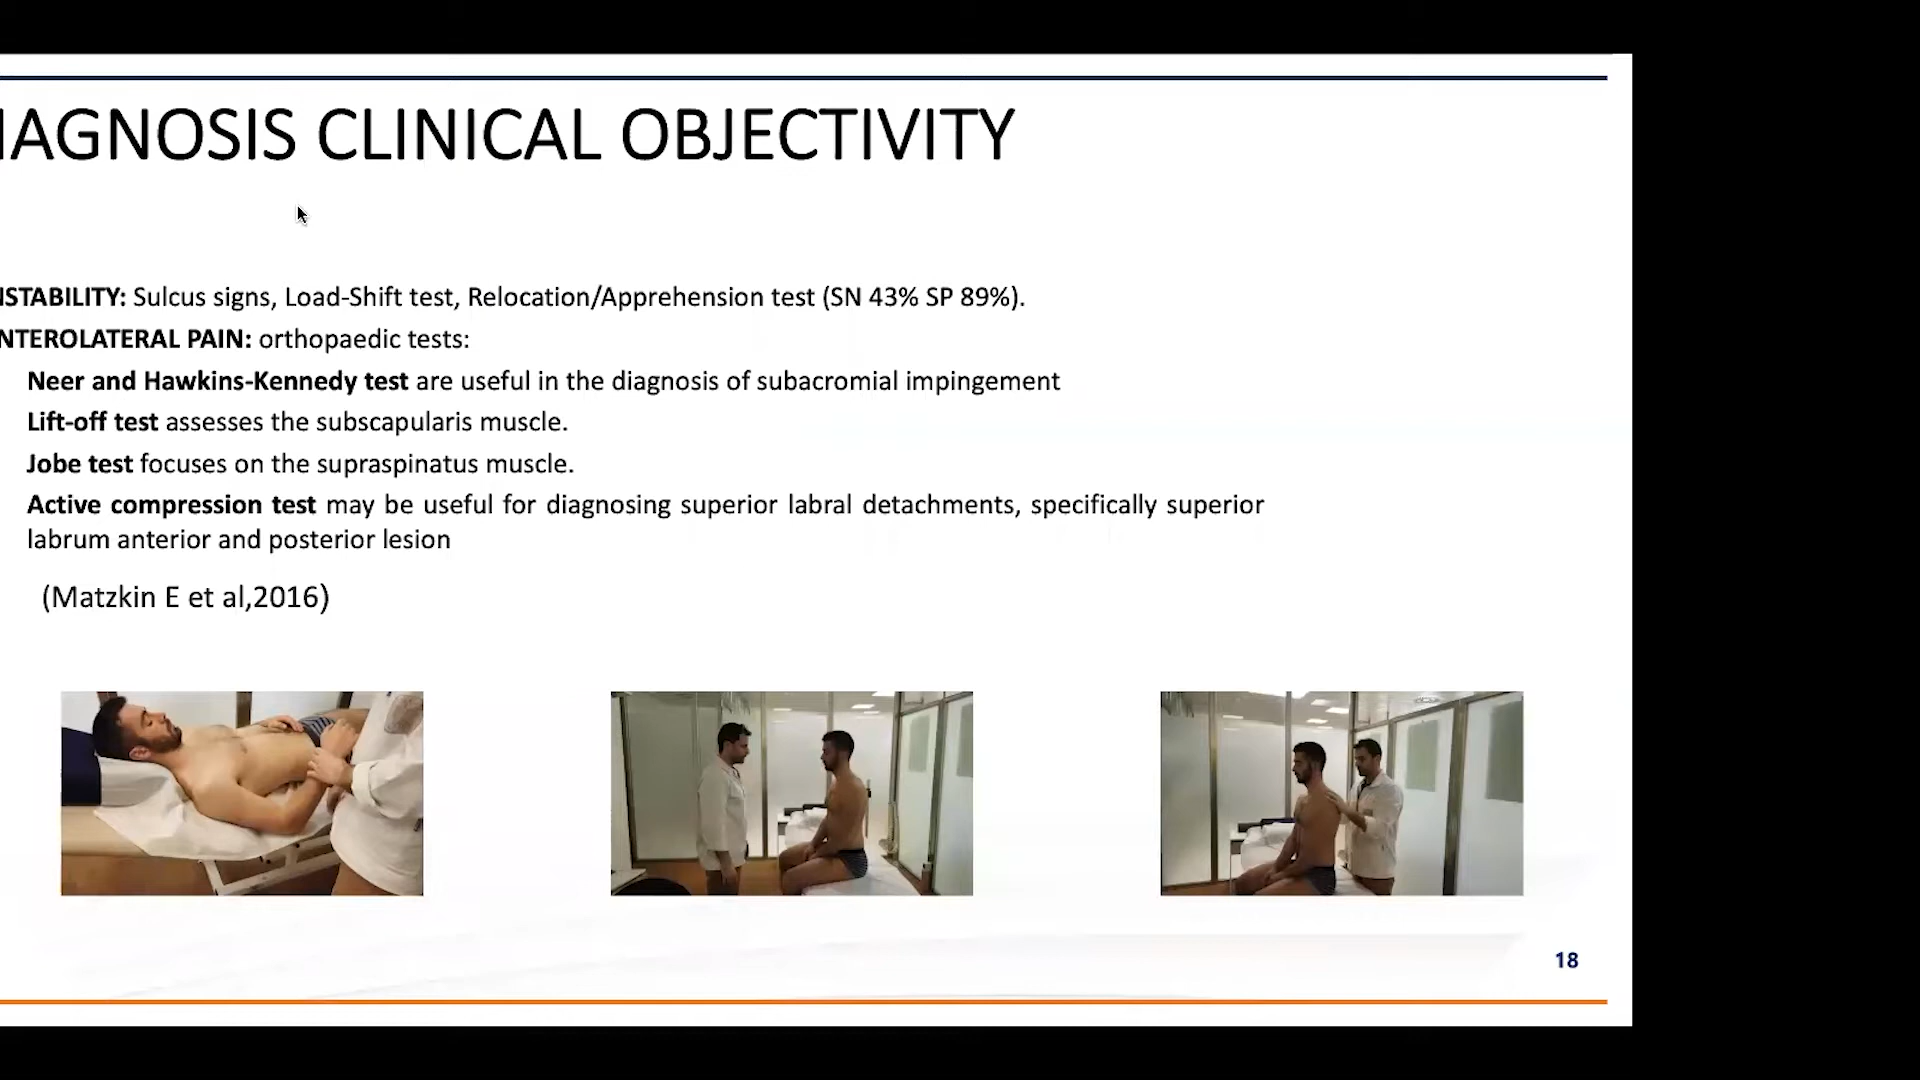 IAGNOSIS CLINICAL OBJECTIVITY
STABILITY: Sulcus signs, Load-Shift test, Relocation/Apprehension test (SN 43% SP 89%).
NTEROLATERAL PAIN: orthopaedic tests:
Neer and Hawkins-Kennedy test are useful in the diagnosis of subacromial impingement
Lift-off test assesses the subscapularis muscle.
Jobe test focuses on the supraspinatus muscle.
Active compression test may be useful for diagnosing superior labral detachments, specifically superior
labrum anterior and posterior lesion
(Matzkin E et al,2016)
18